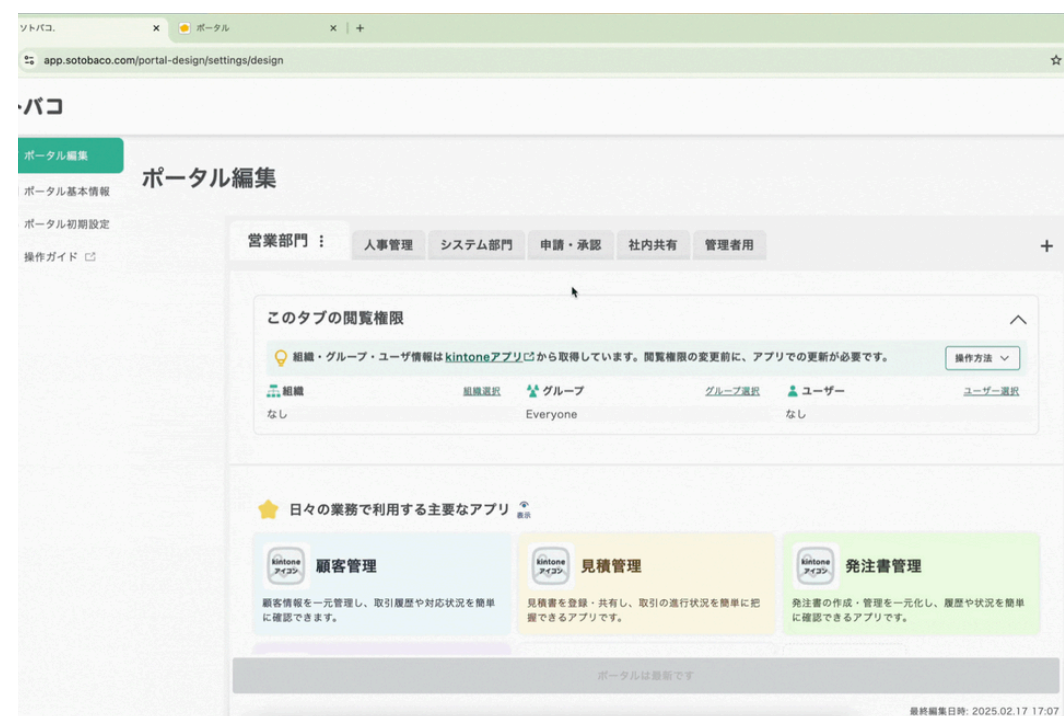 ソトバコ.
ポータル
app.sotobaco.com/portal-design/settings/design
トバコ
ポータル編集
ポータル基本情報
ポータル初期設定
操作ガイド
ポータル編集
営業部門 人事管理 システム部門 申請・承認 社内共有 管理者用
このタブの閲覧権限
組織・グループ・ユーザ情報はkintoneアプリから取得しています。閲覧権限の変更前に、アプリでの更新が必要です。 操作方法
組織 組織選択 グループ グループ選択 ユーザー ユーザー選択
なし Everyone なし
日々の業務で利用する主要なアプリ 表示
kintone アイコン 顧客管理
顧客情報を一元管理し、取引履歴や対応状況を簡単
に確認できます。
kintone アイコン 見積管理
見積書を登録・共有し、取引の進行状況を簡単に把
握できるアプリです。
kintone アイコン 発注書管理
発注書の作成・管理を一元化し、履歴や状況を簡単
に確認できるアプリです。
ポータルは最新です
最終編集日時: 2025.02.17 17:07